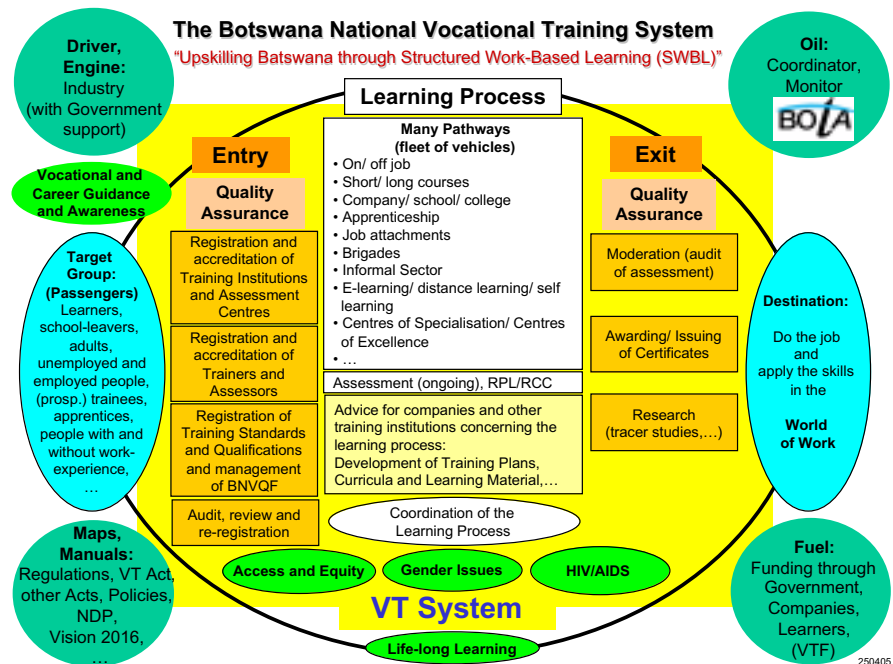 The Botswana National Vocational Training System
“Upskilling Batswana through Structured Work-Based Learning (SWBL)”
Driver,
Engine:
Industry
(with Government
support)
Oil:
Coordinator,
Monitor
BOTA
Learning Process
Vocational and
Career Guidance
and Awareness
Target
Group:
(Passengers)
Learners,
school-leavers,
adults,
unemployed and
employed people,
(prosp.) trainees,
apprentices,
people with and
without work-
experience,
…
Maps,
Manuals:
Regulations, VT Act,
other Acts, Policies,
NDP,
Vision 2016,
…
Entry
Quality
Assurance
Registration and
accreditation of
Training Institutions
and Assessment
Centres
Registration and
accreditation of
Trainers and
Assessors
Registration of
Training Standards
and Qualifications
and management
of BNVQF
Audit, review and
re-registration
Many Pathways
(fleet of vehicles)
• On/ off job
• Short/ long courses
• Company/ school/ college
• Apprenticeship
• Job attachments
• Brigades
• Informal Sector
• E-learning/ distance learning/ self
learning
• Centres of Specialisation/ Centres
of Excellence
• …
Assessment (ongoing), RPL/RCC
Advice for companies and other
training institutions concerning the
learning process:
Development of Training Plans,
Curricula and Learning Material,…
Coordination of the
Learning Process
Exit
Quality
Assurance
Moderation (audit
of assessment)
Awarding/ Issuing
of Certificates
Research
(tracer studies,…)
Destination:
Do the job
and
apply the skills
in the
World
of Work
Access and Equity
Gender Issues
HIV/AIDS
VT System
Life-long Learning
Fuel:
Funding through
Government,
Companies,
Learners,
(VTF)
250405